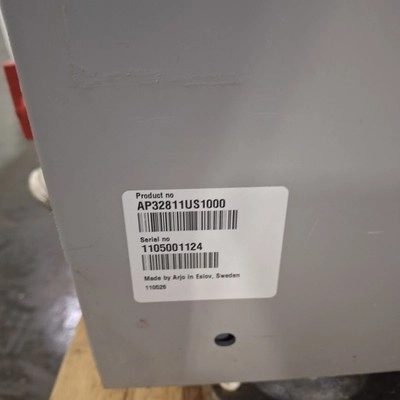 Product no
AP32811US1000
Serial no
1105001124
Made by Arjo in Eslov, Sweden
110526